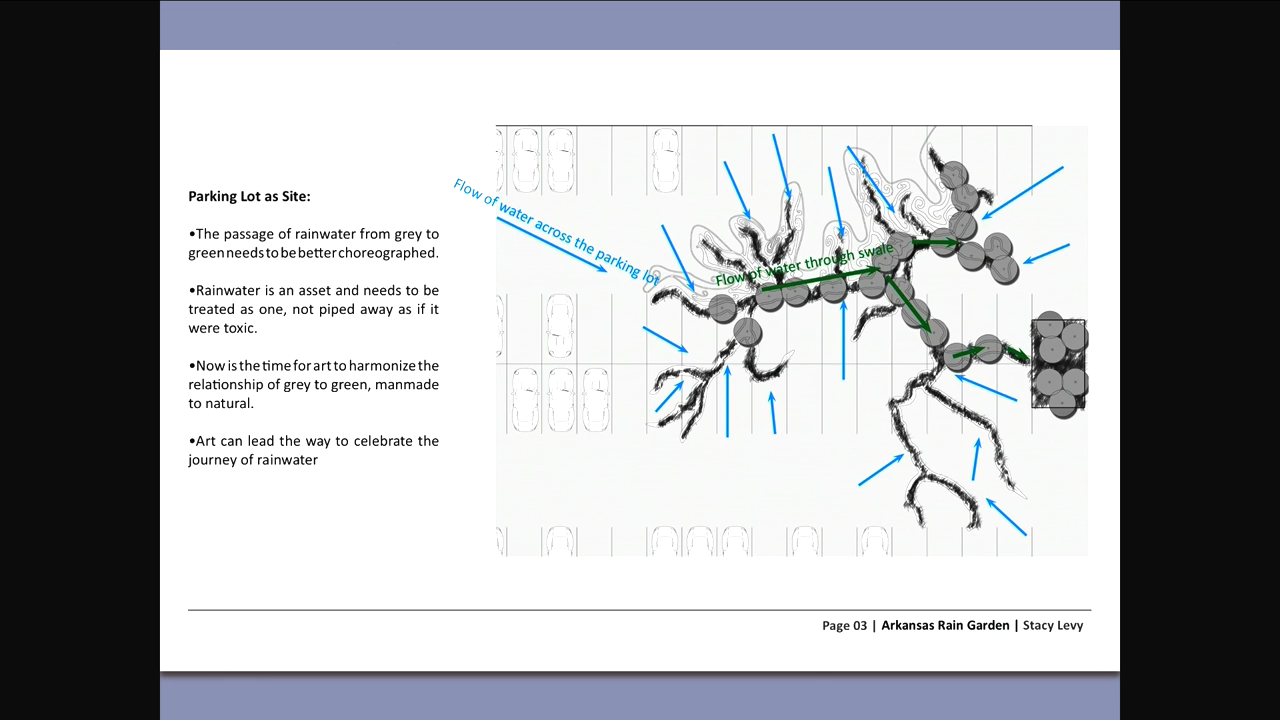 Parking Lot as Site:
•The passage of rainwater from grey to
green needs to be better choreographed.
•Rainwater is an asset and needs to be
treated as one, not piped away as if it
were toxic.
•Now is the time for art to harmonize the
relationship of grey to green, manmade
to natural.
•Art can lead the way to celebrate the
journey of rainwater
Flow of water across the parking lot
Flow of water through swale
Page 03 | Arkansas Rain Garden | Stacy Levy